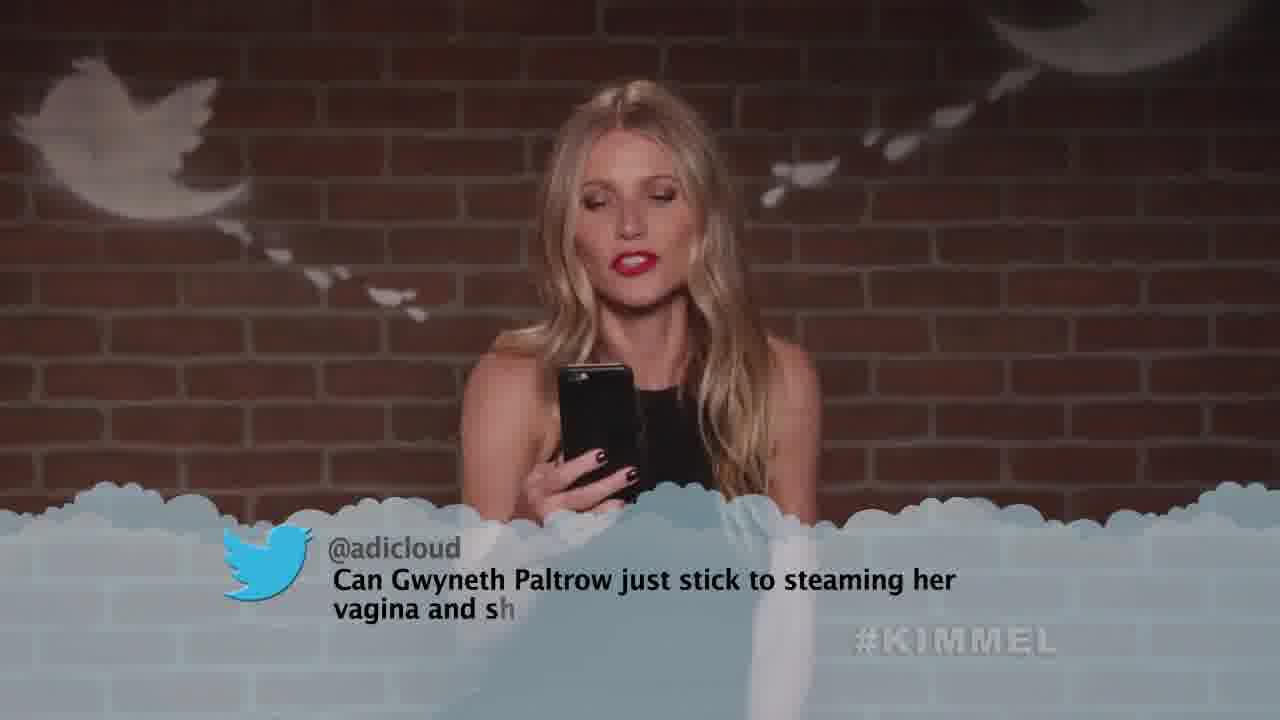 @adicloud
Can Gwyneth Paltrow just stick to steaming her
vagina and sh
#KIMMEL